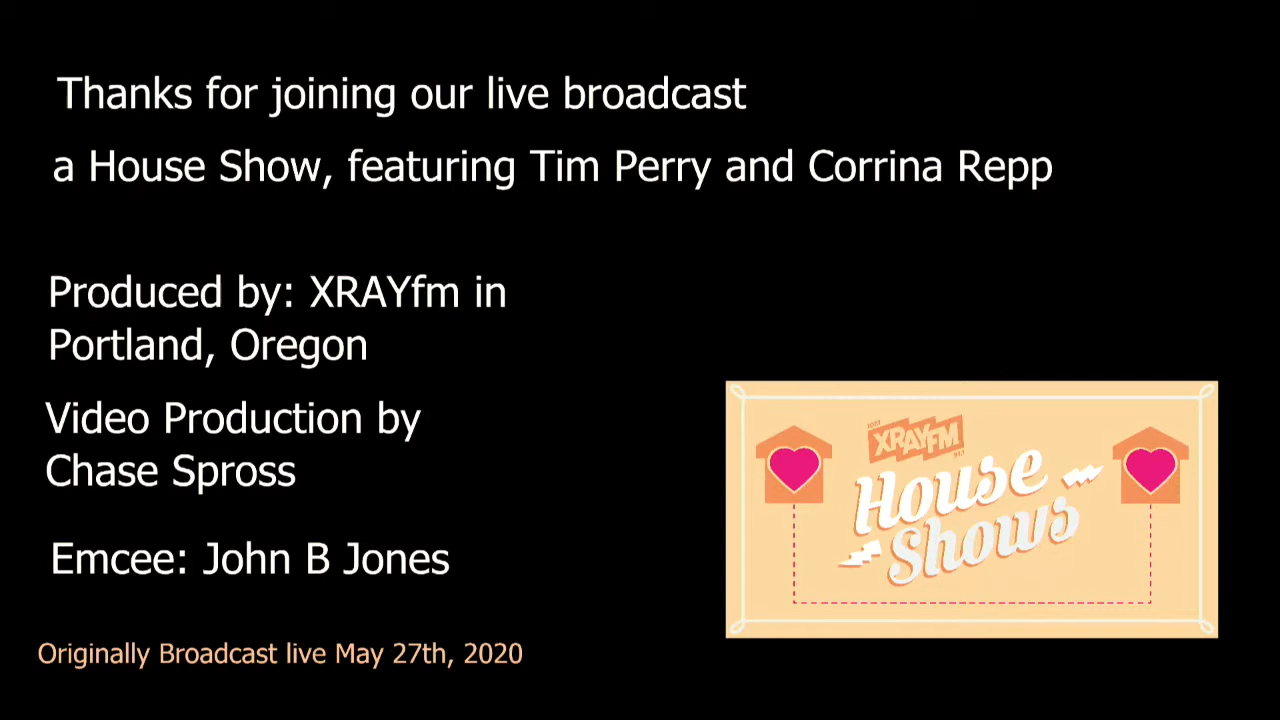 Thanks for joining our live broadcast
a House Show, featuring Tim Perry and Corrina Repp
Produced by: XRAYfm in
Portland, Oregon
Video Production by
Chase Spross
Emcee: John B Jones
Originally Broadcast live May 27th, 2020
XRAYFM
House
Shows